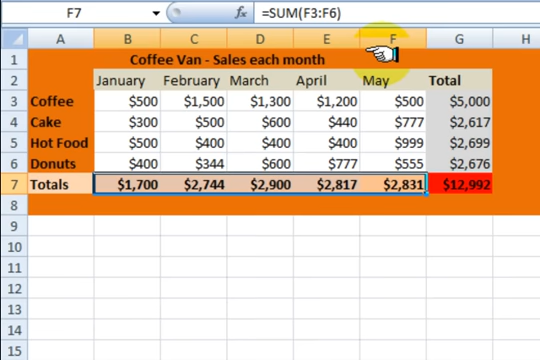 F7 fx =SUM(F3:F6)
A B C D E F G H
1 Coffee Van - Sales each month
2 January February March April May Total
3 Coffee $500 $1,500 $1,300 $1,200 $500 $5,000
4 Cake $300 $500 $600 $440 $777 $2,617
5 Hot Food $500 $400 $400 $400 $999 $2,699
6 Donuts $400 $344 $600 $777 $555 $2,676
7 Totals $1,700 $2,744 $2,900 $2,817 $2,831 $12,992
8
9
10
11
12
13
14
15